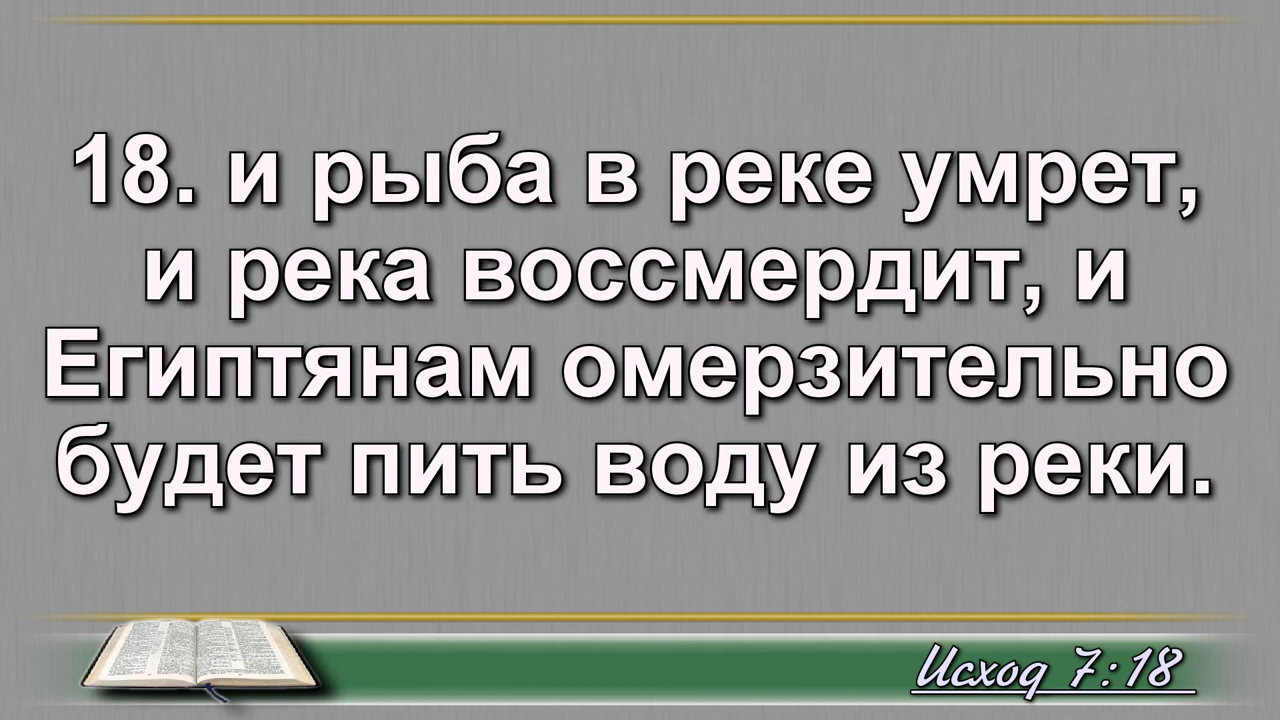 18. и рыба в реке умрет,
и река воссмердит, и
Египтянам омерзительно
будет пить воду из реки.
Исход 7:18